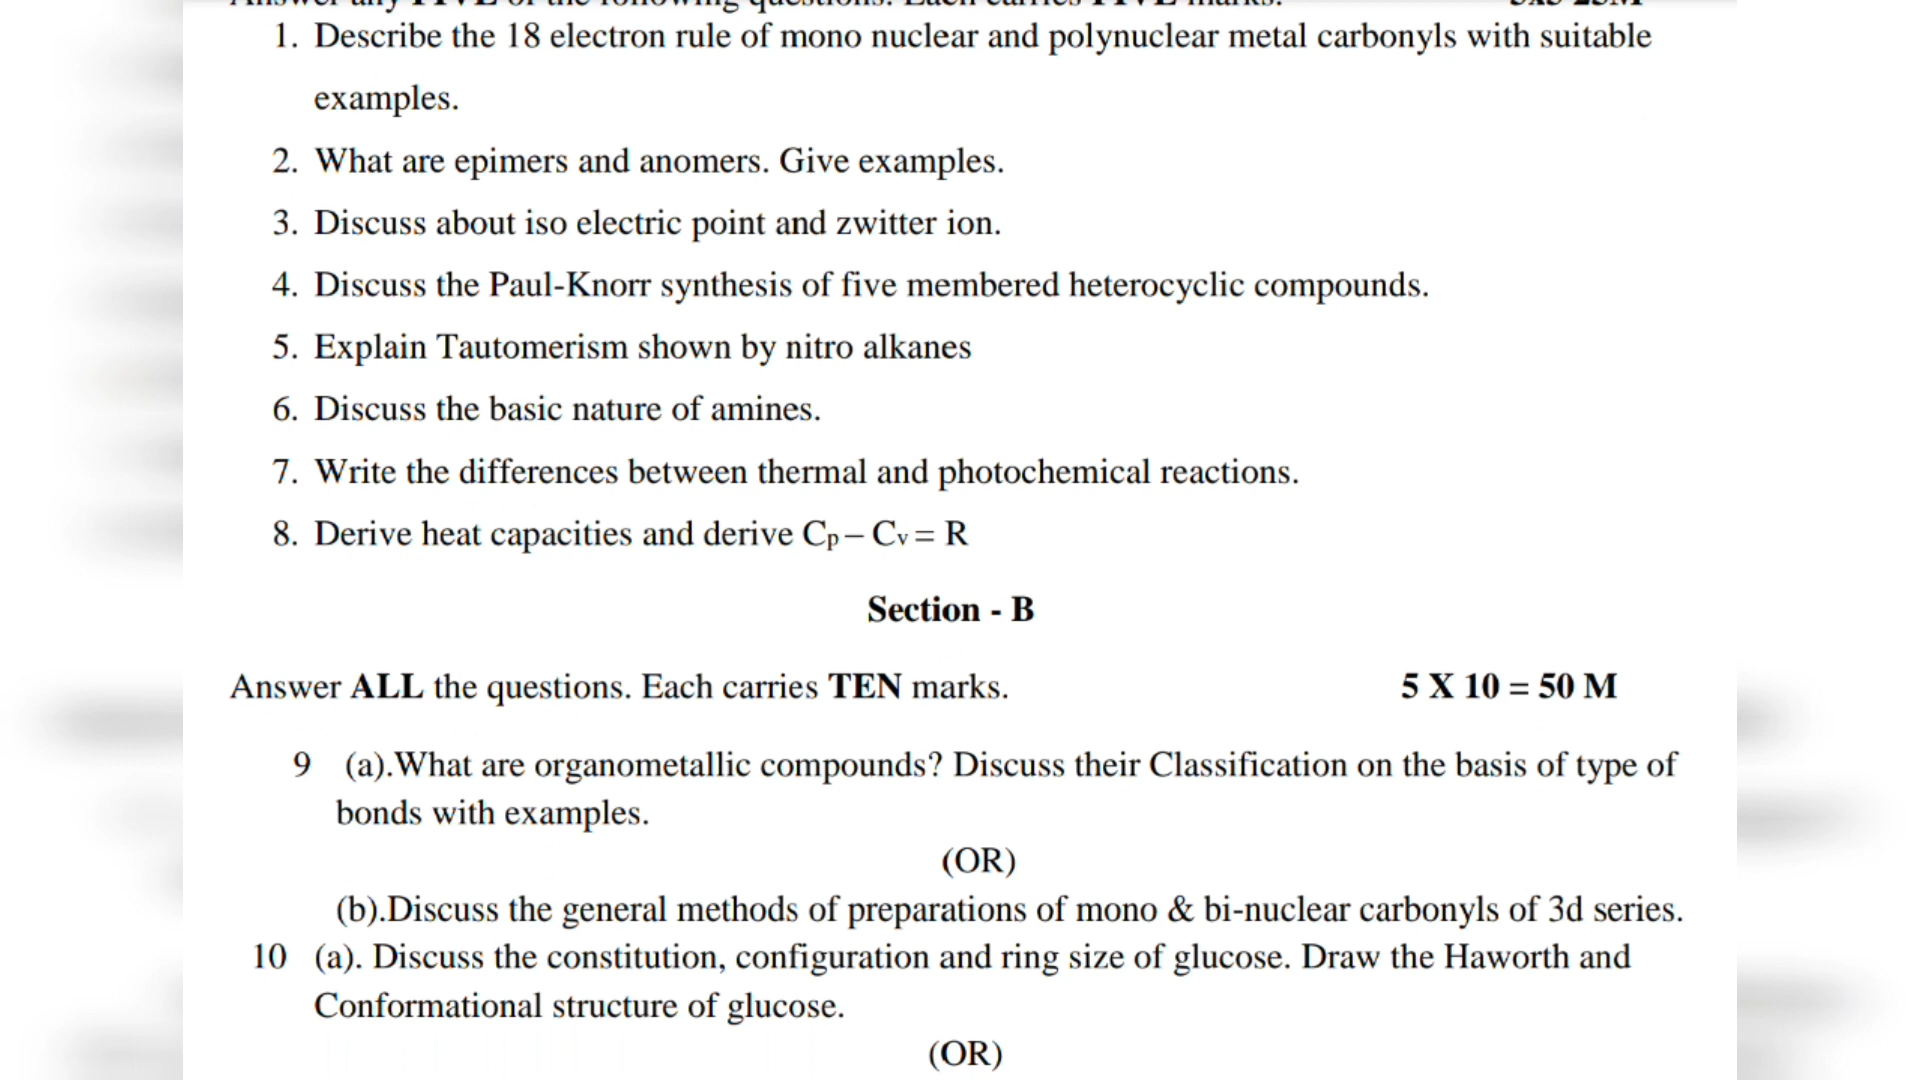 1. Describe the 18 electron rule of mono nuclear and polynuclear metal carbonyls with suitable
examples.
2. What are epimers and anomers. Give examples.
3. Discuss about iso electric point and zwitter ion.
4. Discuss the Paul-Knorr synthesis of five membered heterocyclic compounds.
5. Explain Tautomerism shown by nitro alkanes
6. Discuss the basic nature of amines.
7. Write the differences between thermal and photochemical reactions.
8. Derive heat capacities and derive Cp – Cv = R
Section - B
Answer ALL the questions. Each carries TEN marks. 5 X 10 = 50 M
9 (a).What are organometallic compounds? Discuss their Classification on the basis of type of
bonds with examples.
(OR)
(b).Discuss the general methods of preparations of mono & bi-nuclear carbonyls of 3d series.
10 (a). Discuss the constitution, configuration and ring size of glucose. Draw the Haworth and
Conformational structure of glucose.
(OR)